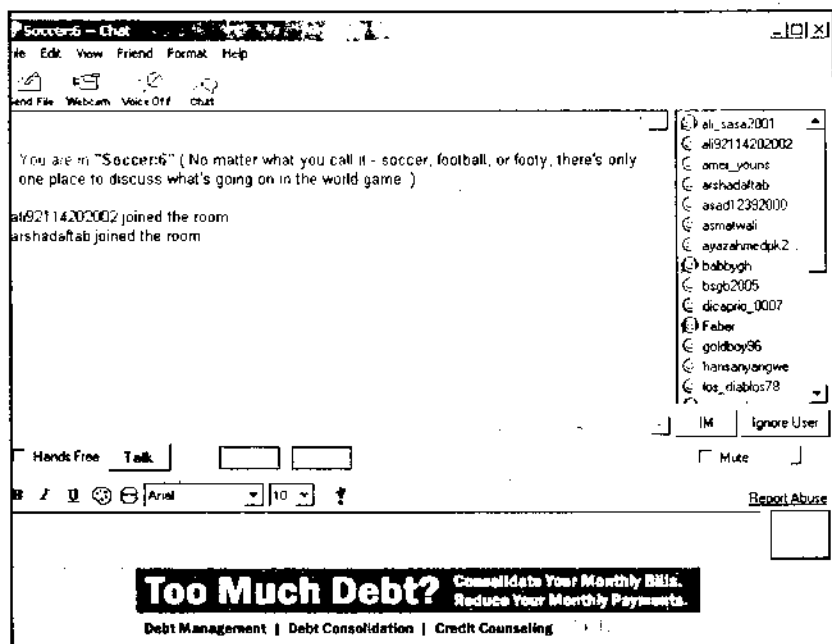 Soccer:6 – Chat
Edit View Friend Format Help
Send File Webcam Voice Off Chat
You are in "Soccer:6" ( No matter what you call it - soccer, football, or footy, there's only
one place to discuss what's going on in the world game. )
ali92114202002 joined the room
arshadaftab joined the room
ali_sasa2001
ali92114202002
arshadaftab
asad12392000
asmatwali
ayazahmedpk2...
babbygh
bsgb2005
dicaprio_0007
Faber
goldboy96
hansanyangwe
los_diablos78
IM Ignore User
Hands Free Talk
Mute
B I U Arial 10
Report Abuse
Too Much Debt? Consolidate Your Monthly Bills.
Reduce Your Monthly Payments.
Debt Management | Debt Consolidation | Credit Counseling